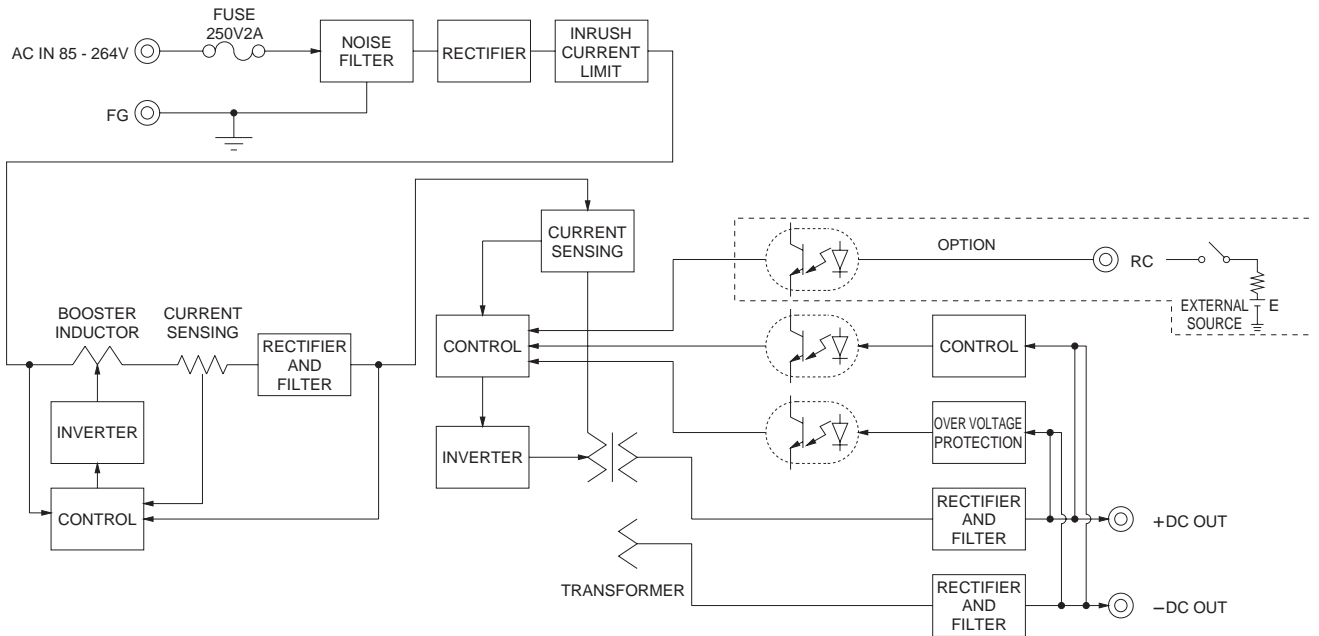 FUSE
250V2A
AC IN 85 - 264V
NOISE
FILTER
RECTIFIER
INRUSH
CURRENT
LIMIT
FG
CURRENT
SENSING
OPTION
RC
EXTERNAL
SOURCE
E
BOOSTER
INDUCTOR
CURRENT
SENSING
RECTIFIER
AND
FILTER
CONTROL
CONTROL
INVERTER
INVERTER
OVER VOLTAGE
PROTECTION
CONTROL
RECTIFIER
AND
FILTER
+DC OUT
TRANSFORMER
RECTIFIER
AND
FILTER
−DC OUT